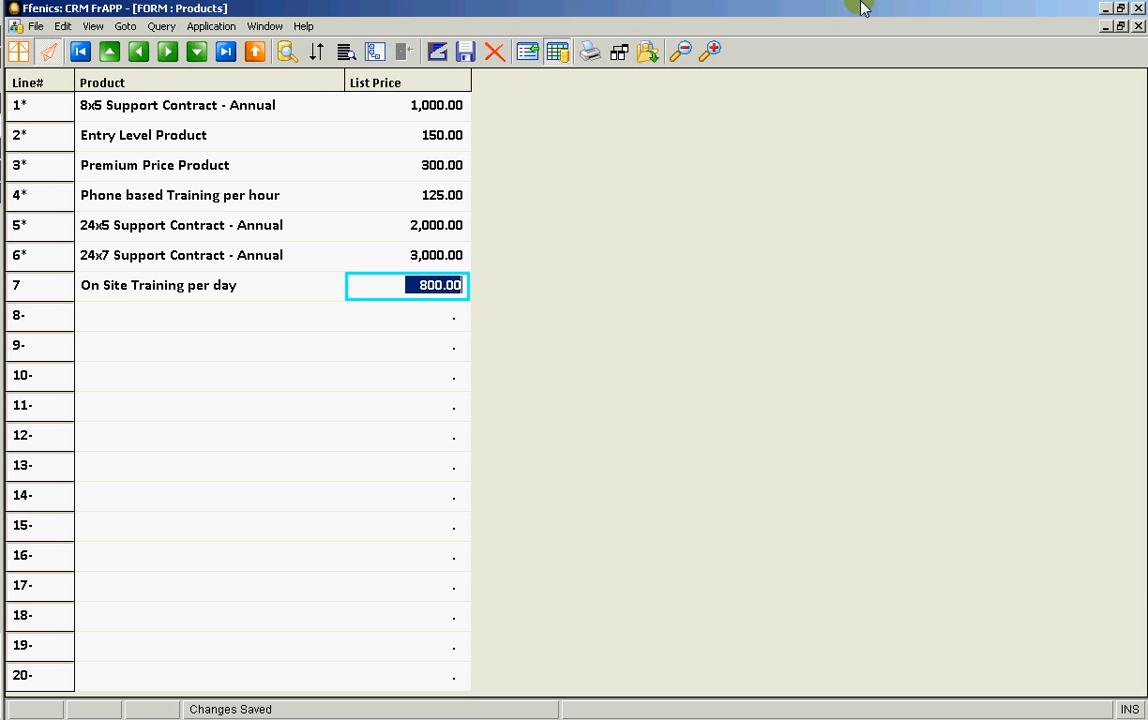 Ffenics: CRM FrAPP - [FORM : Products]
File Edit View Goto Query Application Window Help
Line# Product List Price
1* 8x5 Support Contract - Annual 1,000.00
2* Entry Level Product 150.00
3* Premium Price Product 300.00
4* Phone based Training per hour 125.00
5* 24x5 Support Contract - Annual 2,000.00
6* 24x7 Support Contract - Annual 3,000.00
7 On Site Training per day 800.00
8- .
9- .
10- .
11- .
12- .
13- .
14- .
15- .
16- .
17- .
18- .
19- .
20- .
Changes Saved INS